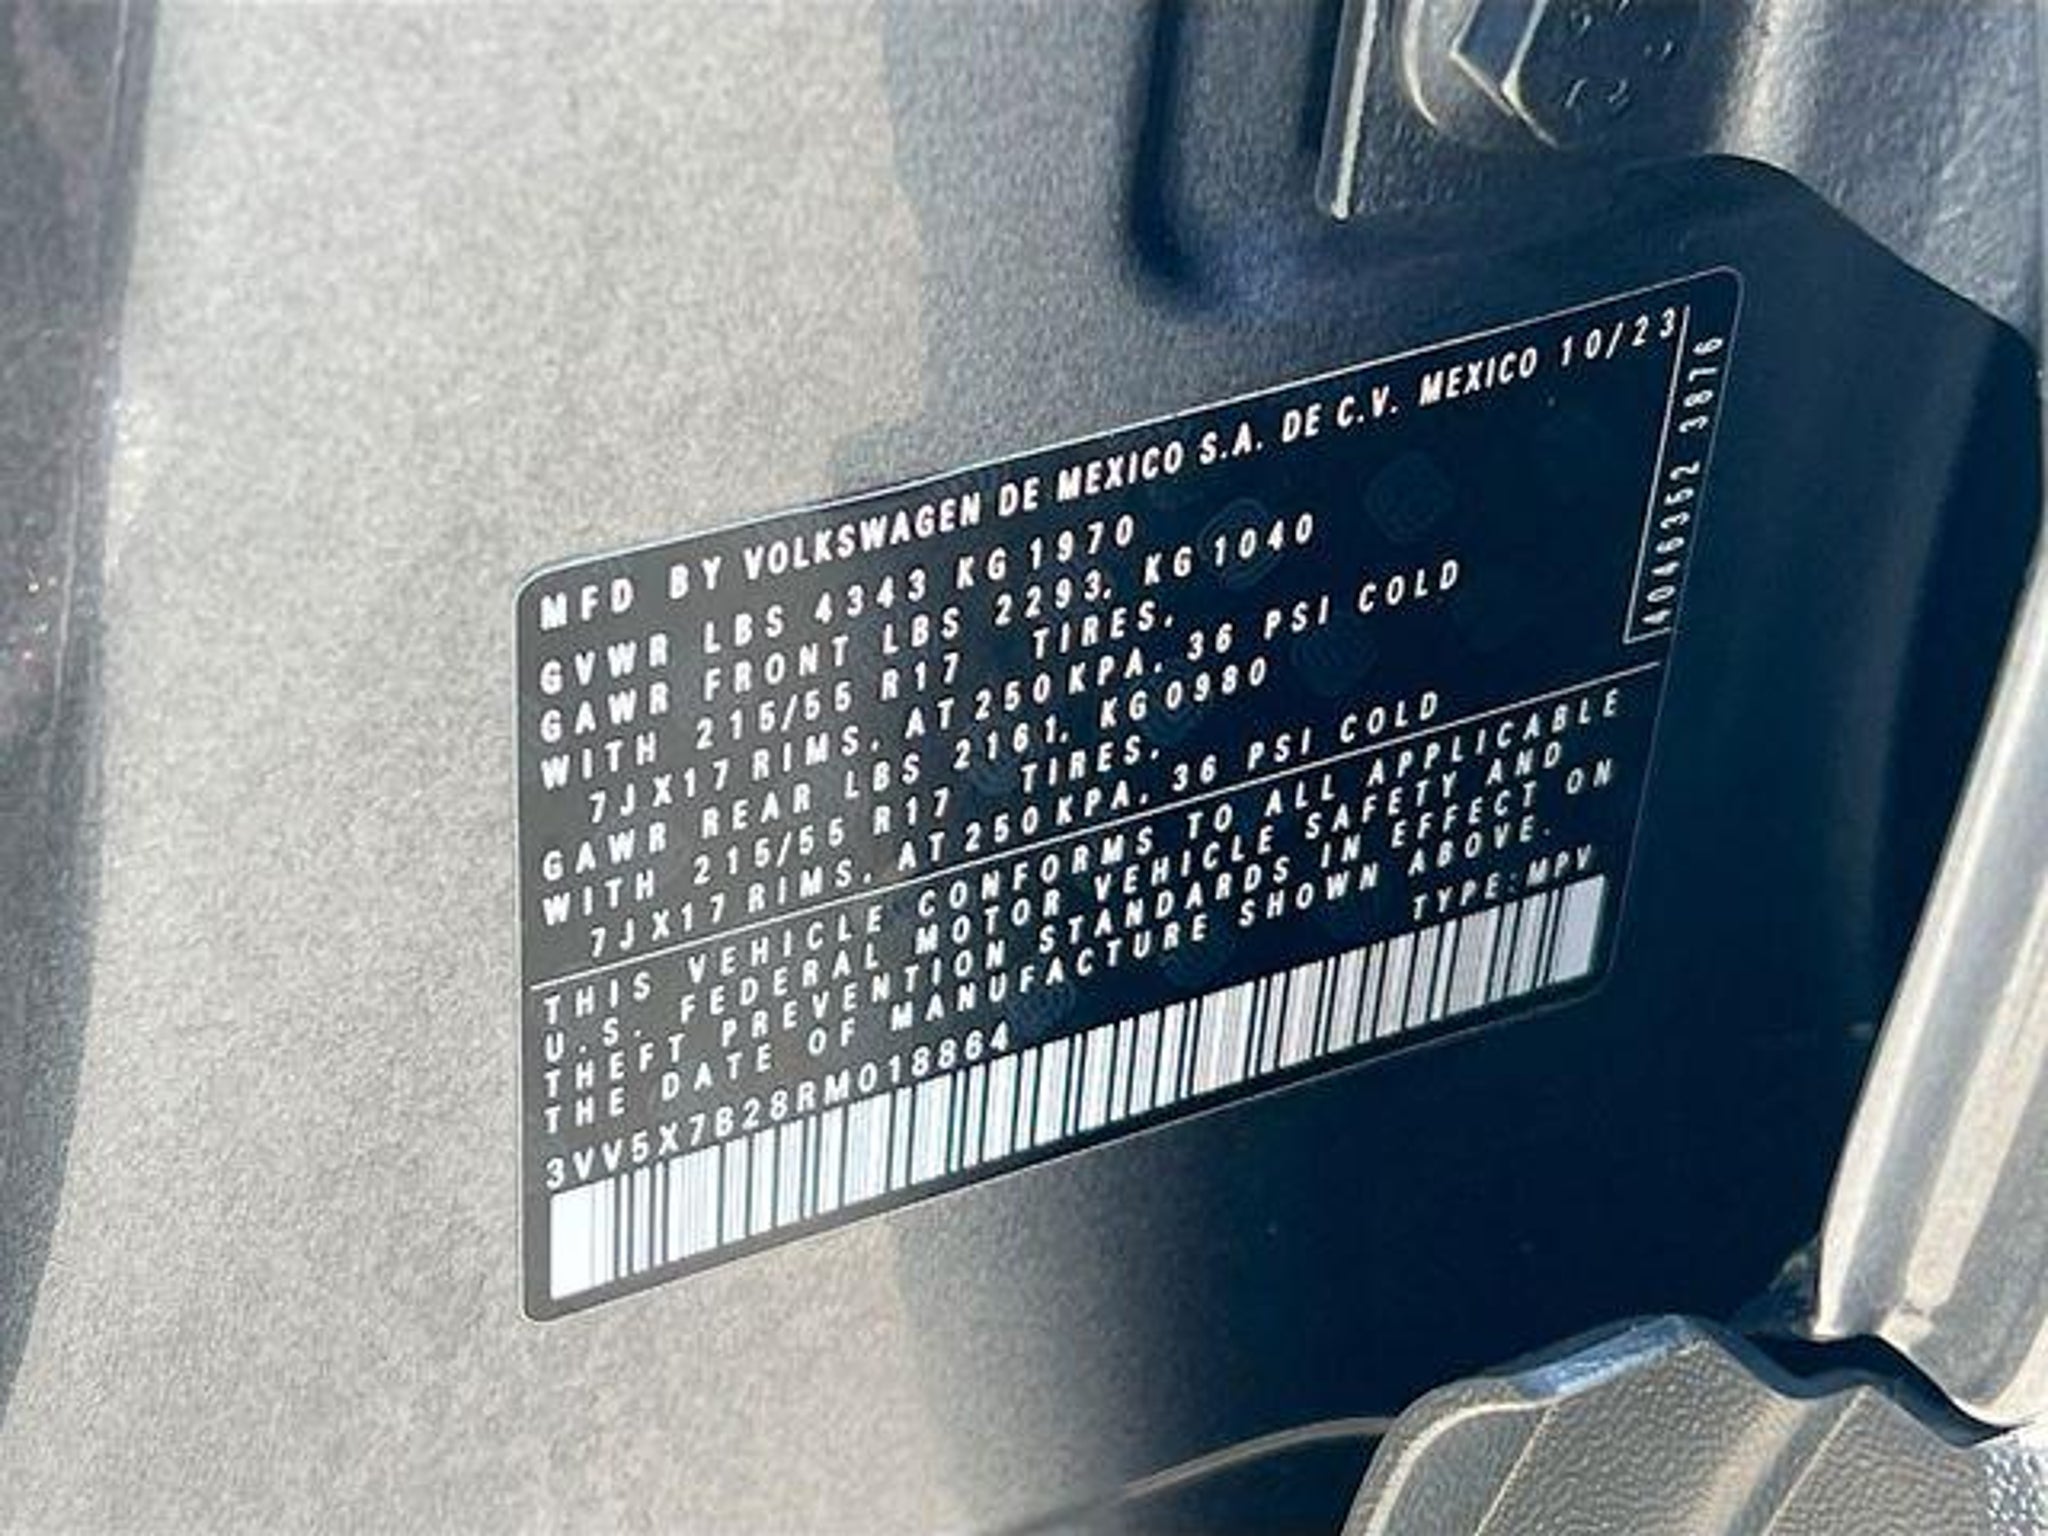 MFD BY VOLKSWAGEN DE MEXICO S.A. DE C.V. MEXICO 10/23
GVWR LBS 4343 KG 1970
GAWR FRONT LBS 2293, KG 1040
WITH 215/55 R17 TIRES,
7JX17 RIMS, AT 250 KPA, 36 PSI COLD
GAWR REAR LBS 2161, KG 0980
WITH 215/55 R17 TIRES,
7JX17 RIMS, AT 250 KPA, 36 PSI COLD
4046352 3876
THIS VEHICLE CONFORMS TO ALL APPLICABLE
U.S. FEDERAL MOTOR VEHICLE SAFETY AND
THEFT PREVENTION STANDARDS IN EFFECT ON
THE DATE OF MANUFACTURE SHOWN ABOVE.
3VV5X7B28RM018864 TYPE:MPV